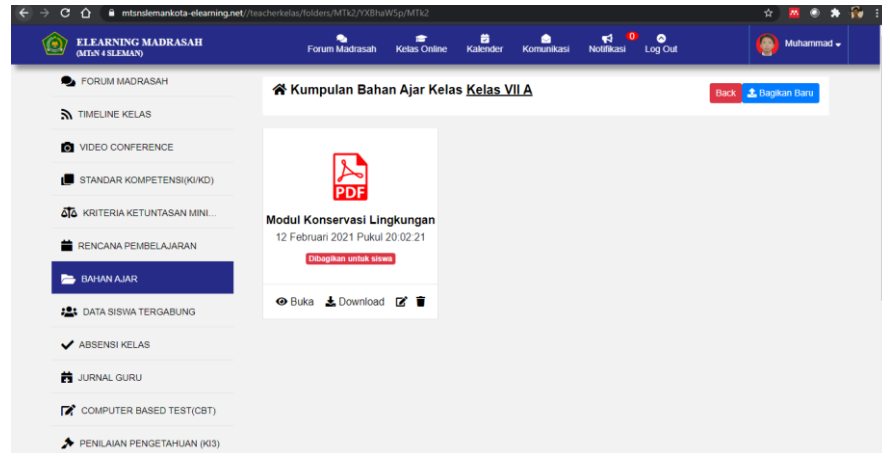 mtsnslemankota-elearning.net//teacherkelas/folders/MTk2/YXBhaW5p/MTk2
ELEARNING MADRASAH
(MTsN 4 SLEMAN)
Forum Madrasah
Kelas Online
Kalender
Komunikasi
Notifikasi
0
Log Out
Muhammad
FORUM MADRASAH
TIMELINE KELAS
VIDEO CONFERENCE
STANDAR KOMPETENSI(KI/KD)
KRITERIA KETUNTASAN MINI...
RENCANA PEMBELAJARAN
BAHAN AJAR
DATA SISWA TERGABUNG
ABSENSI KELAS
JURNAL GURU
COMPUTER BASED TEST(CBT)
PENILAIAN PENGETAHUAN (KI3)
Kumpulan Bahan Ajar Kelas Kelas VII A
Back
Bagikan Baru
PDF
Modul Konservasi Lingkungan
12 Februari 2021 Pukul 20:02:21
Dibagikan untuk siswa
Buka
Download